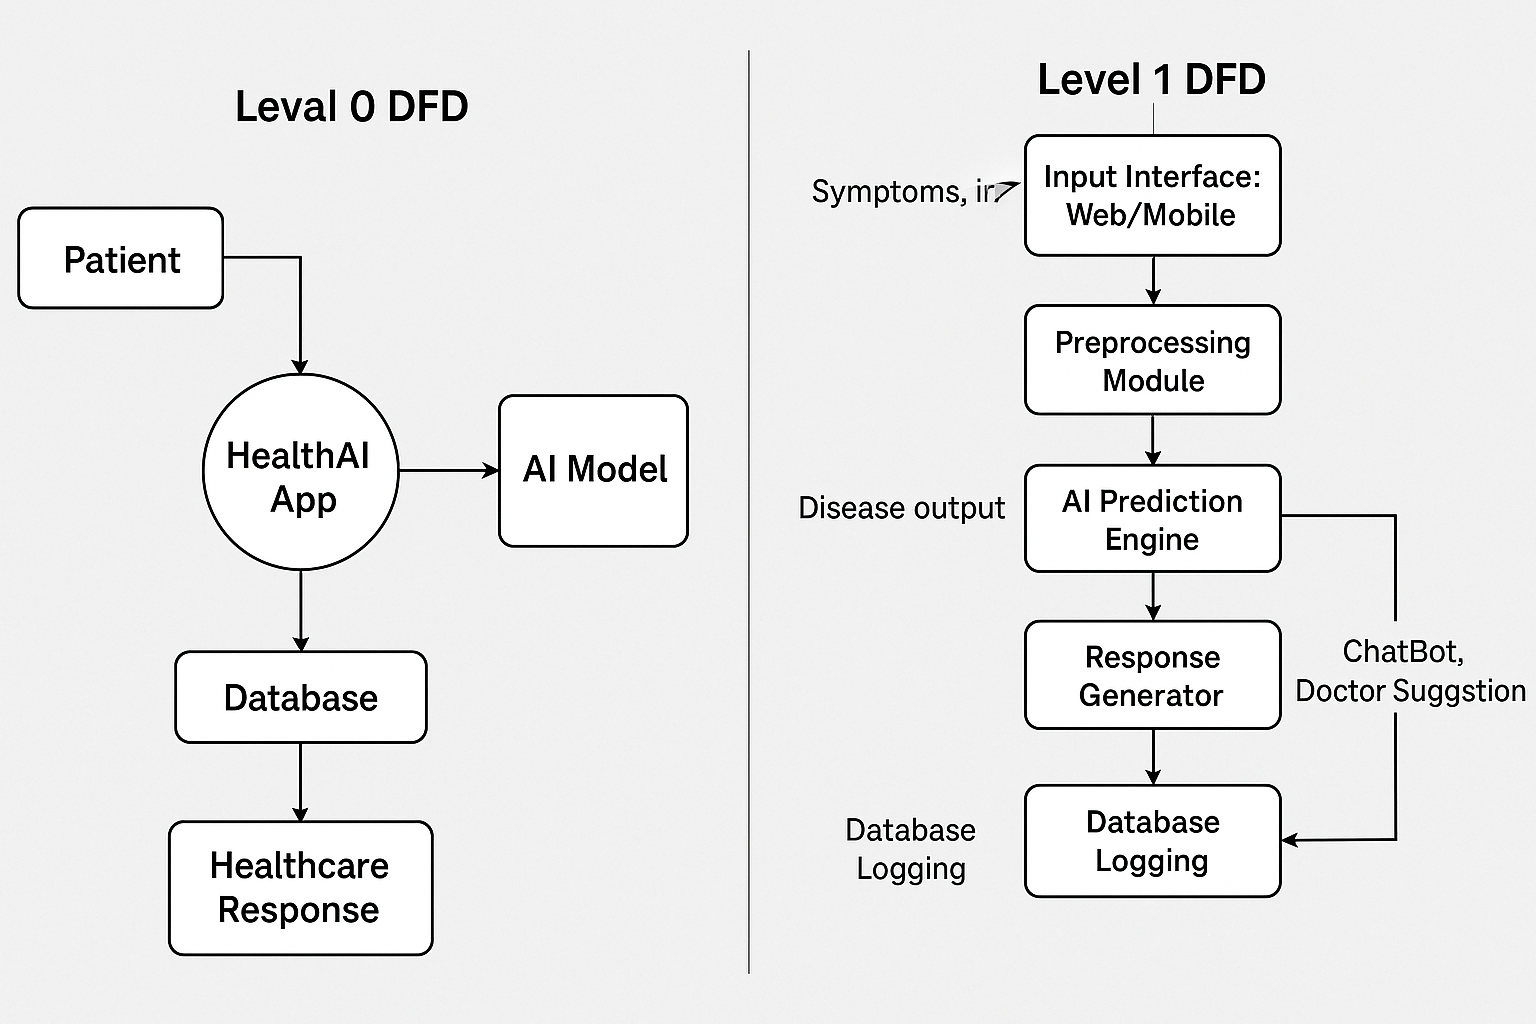 Leval 0 DFD
Patient
HealthAI
App
AI Model
Database
Healthcare
Response
Level 1 DFD
Symptoms,
Input Interface:
Web/Mobile
Preprocessing
Module
Disease output
AI Prediction
Engine
Response
Generator
ChatBot,
Doctor Suggstion
Database
Logging
Database
Logging